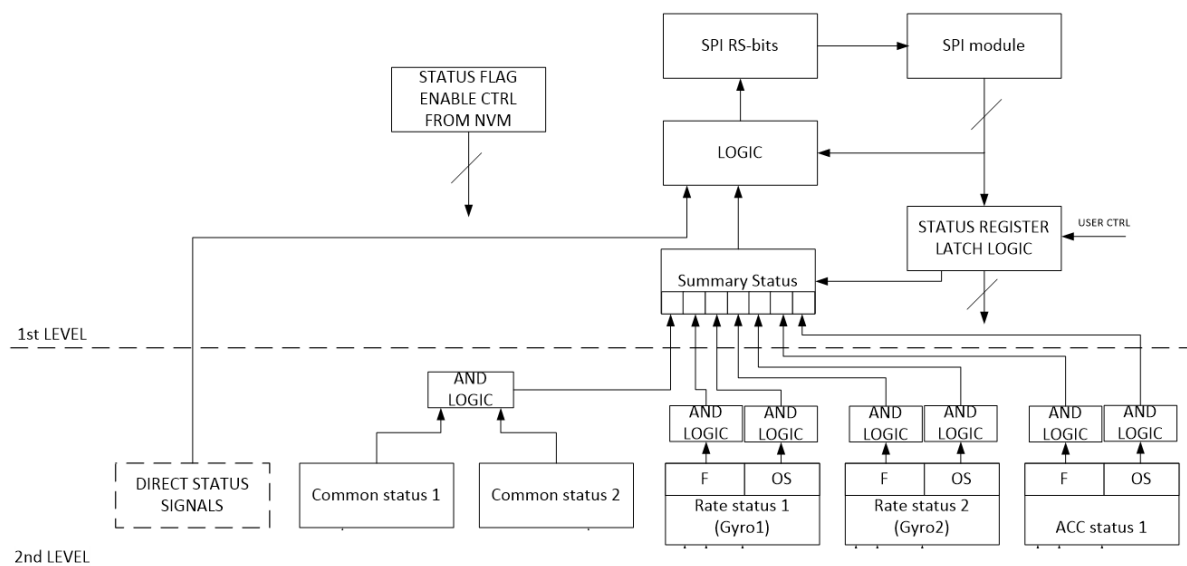 SPI RS-bits
SPI module
STATUS FLAG
ENABLE CTRL
FROM NVM
LOGIC
STATUS REGISTER
LATCH LOGIC
USER CTRL
Summary Status
1st LEVEL
AND
LOGIC
AND
LOGIC
AND
LOGIC
AND
LOGIC
AND
LOGIC
AND
LOGIC
AND
LOGIC
DIRECT STATUS
SIGNALS
Common status 1
Common status 2
F
OS
Rate status 1
(Gyro1)
F
OS
Rate status 2
(Gyro2)
F
OS
ACC status 1
2nd LEVEL